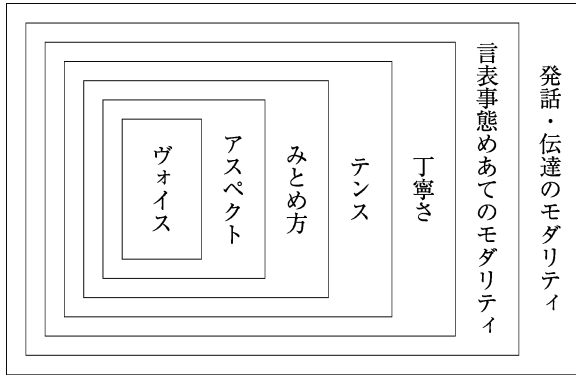 発話・伝達のモダリティ
言表事態めあてのモダリティ
丁寧さ
テンス
みとめ方
アスペクト
ヴォイス